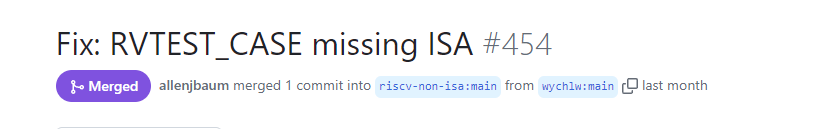 Fix: RVTEST_CASE missing ISA #454
Merged allenjbaum merged 1 commit into riscv-non-isa:main from wychlw:main last month